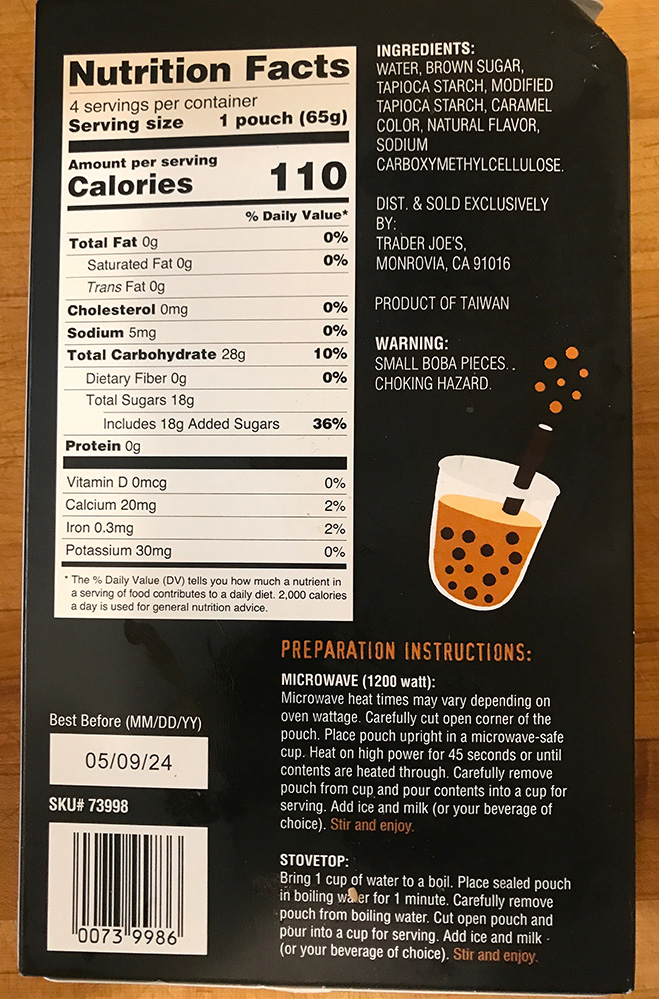 Nutrition Facts
4 servings per container
Serving size 1 pouch (65g)
Amount per serving
Calories 110
% Daily Value*
Total Fat 0g 0%
Saturated Fat 0g 0%
Trans Fat 0g
Cholesterol 0mg 0%
Sodium 5mg 0%
Total Carbohydrate 28g 10%
Dietary Fiber 0g 0%
Total Sugars 18g
Includes 18g Added Sugars 36%
Protein 0g
Vitamin D 0mcg 0%
Calcium 20mg 2%
Iron 0.3mg 2%
Potassium 30mg 0%
* The % Daily Value (DV) tells you how much a nutrient in
a serving of food contributes to a daily diet. 2,000 calories
a day is used for general nutrition advice.
INGREDIENTS:
WATER, BROWN SUGAR,
TAPIOCA STARCH, MODIFIED
TAPIOCA STARCH, CARAMEL
COLOR, NATURAL FLAVOR,
SODIUM
CARBOXYMETHYLCELLULOSE.
DIST. & SOLD EXCLUSIVELY
BY:
TRADER JOE'S,
MONROVIA, CA 91016
PRODUCT OF TAIWAN
WARNING:
SMALL BOBA PIECES.
CHOKING HAZARD.
PREPARATION INSTRUCTIONS:
MICROWAVE (1200 watt):
Microwave heat times may vary depending on
oven wattage. Carefully cut open corner of the
pouch. Place pouch upright in a microwave-safe
cup. Heat on high power for 45 seconds or until
contents are heated through. Carefully remove
pouch from cup and pour contents into a cup for
serving. Add ice and milk (or your beverage of
choice). Stir and enjoy.
STOVETOP:
Bring 1 cup of water to a boil. Place sealed pouch
in boiling water for 1 minute. Carefully remove
pouch from boiling water. Cut open pouch and
pour into a cup for serving. Add ice and milk
(or your beverage of choice). Stir and enjoy.
Best Before (MM/DD/YY)
05/09/24
SKU# 73998
0073 9986